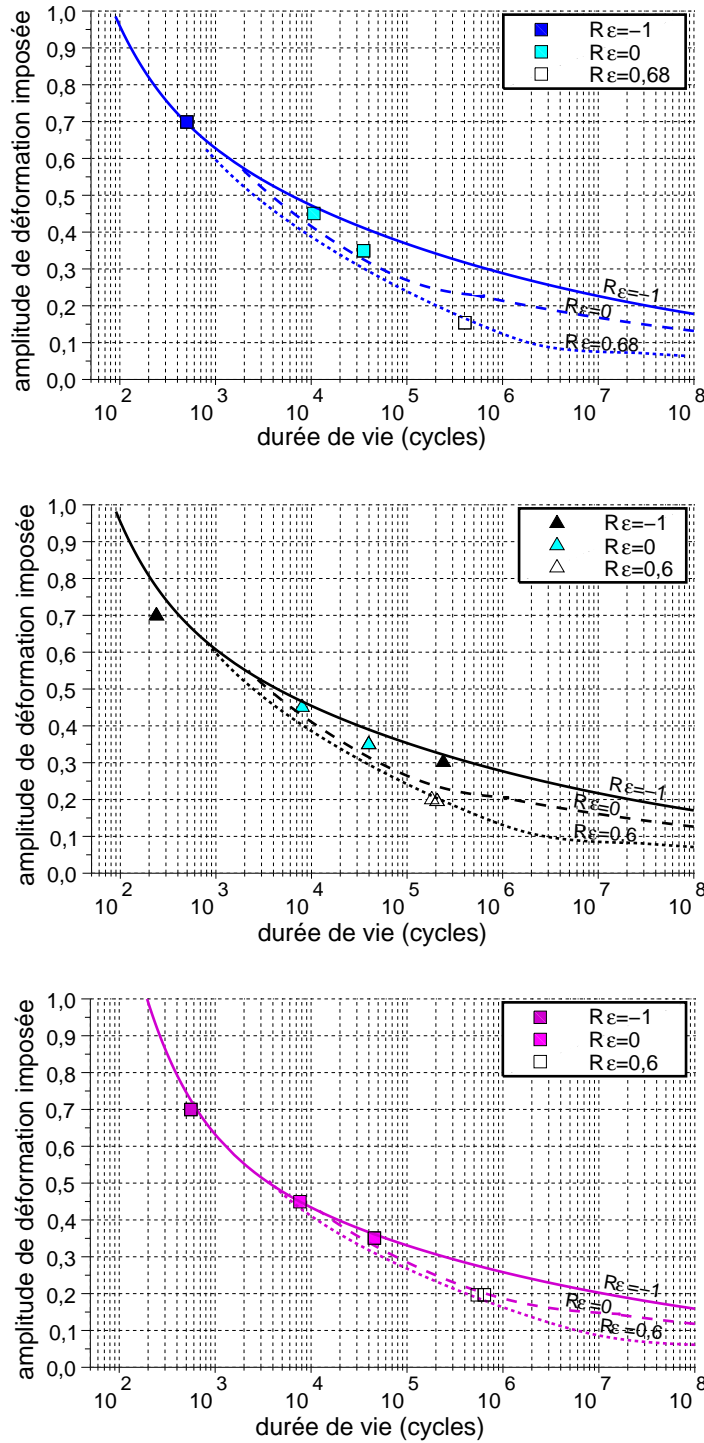 1,0
0,9
0,8
0,7
0,6
0,5
0,4
0,3
0,2
0,1
0,0
amplitude de déformation imposée
Rε=−1
Rε=0
Rε=0,68
Rε=−1
Rε=0
Rε=0,68
10^2 10^3 10^4 10^5 10^6 10^7 10^8
durée de vie (cycles)
1,0
0,9
0,8
0,7
0,6
0,5
0,4
0,3
0,2
0,1
0,0
amplitude de déformation imposée
Rε=−1
Rε=0
Rε=0,6
Rε=−1
Rε=0
Rε=0.6
10^2 10^3 10^4 10^5 10^6 10^7 10^8
durée de vie (cycles)
1,0
0,9
0,8
0,7
0,6
0,5
0,4
0,3
0,2
0,1
0,0
amplitude de déformation imposée
Rε=−1
Rε=0
Rε=0,6
Rε=−1
Rε=0
Rε=0,6
10^2 10^3 10^4 10^5 10^6 10^7 10^8
durée de vie (cycles)